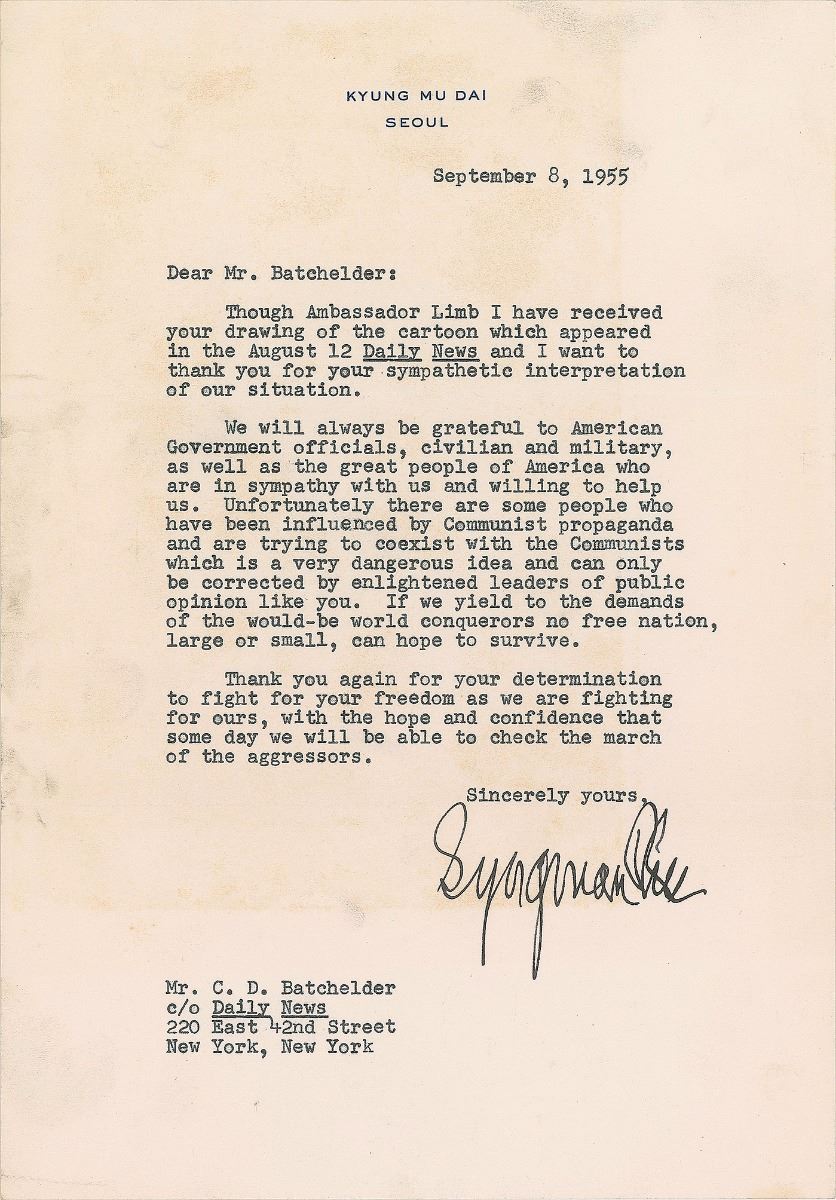 KYUNG MU DAI
SEOUL
September 8, 1955
Dear Mr. Batchelder:
Though Ambassador Limb I have received
your drawing of the cartoon which appeared
in the August 12 Daily News and I want to
thank you for your sympathetic interpretation
of our situation.
We will always be grateful to American
Government officials, civilian and military,
as well as the great people of America who
are in sympathy with us and willing to help
us. Unfortunately there are some people who
have been influenced by Communist propaganda
and are trying to coexist with the Communists
which is a very dangerous idea and can only
be corrected by enlightened leaders of public
opinion like you. If we yield to the demands
of the would-be world conquerors no free nation,
large or small, can hope to survive.
Thank you again for your determination
to fight for your freedom as we are fighting
for ours, with the hope and confidence that
some day we will be able to check the march
of the aggressors.
Sincerely yours,
Syngman Rhee
Mr. C. D. Batchelder
c/o Daily News
220 East 42nd Street
New York, New York